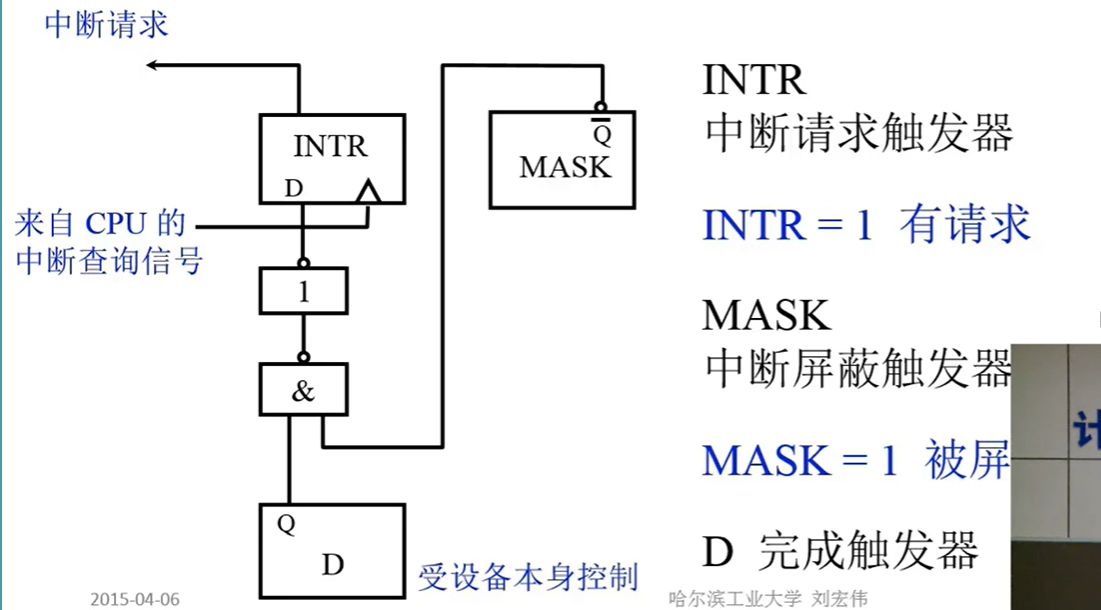 中断请求
INTR
D
来自 CPU 的
中断查询信号
1
&
Q
D
受设备本身控制
Q̅
MASK
INTR
中断请求触发器
INTR = 1 有请求
MASK
中断屏蔽触发器
MASK = 1 被屏
D 完成触发器
计
2015-04-06
哈尔滨工业大学 刘宏伟